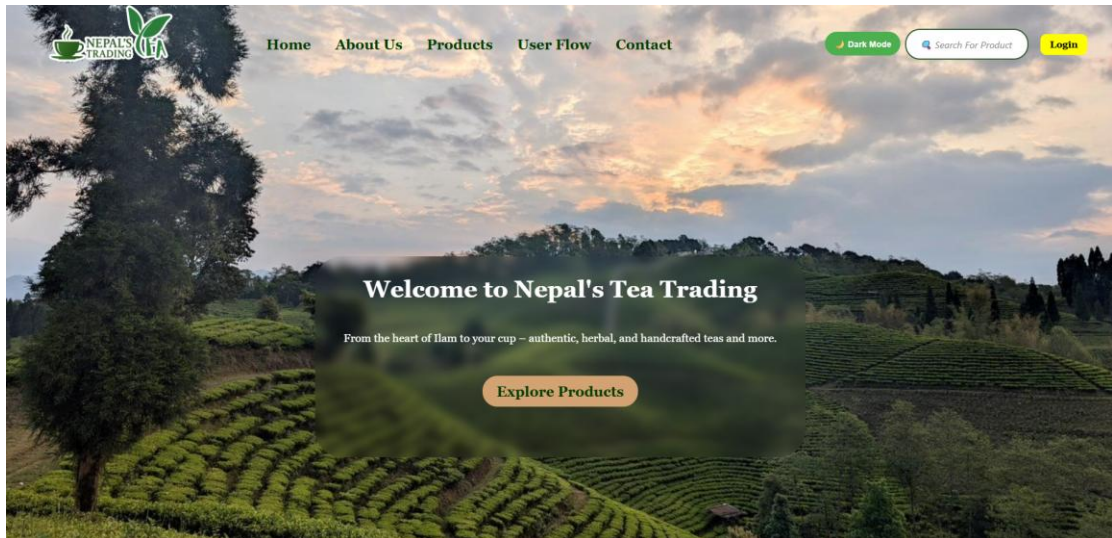 NEPAL'S
TRADING
TEA
Home About Us Products User Flow Contact
Dark Mode
Search For Product
Login
Welcome to Nepal's Tea Trading
From the heart of Ilam to your cup – authentic, herbal, and handcrafted teas and more.
Explore Products